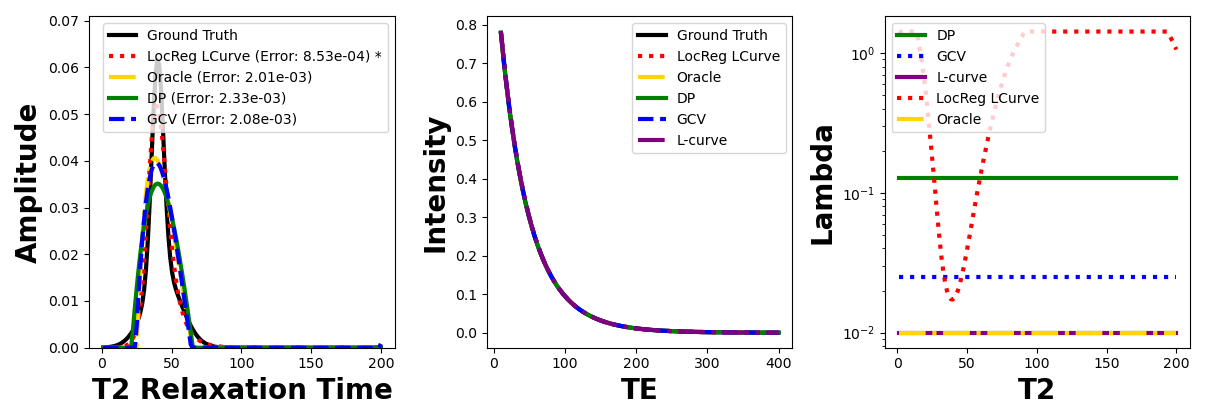 0.07
0.06
0.05
0.04
0.03
0.02
0.01
0.00
Amplitude
Ground Truth
LocReg LCurve (Error: 8.53e-04) *
Oracle (Error: 2.01e-03)
DP (Error: 2.33e-03)
GCV (Error: 2.08e-03)
0 50 100 150 200
T2 Relaxation Time
0.8
0.7
0.6
0.5
0.4
0.3
0.2
0.1
0.0
Intensity
Ground Truth
LocReg LCurve
Oracle
DP
GCV
L-curve
0 100 200 300 400
TE
10⁰
10⁻¹
10⁻²
Lambda
DP
GCV
L-curve
LocReg LCurve
Oracle
0 50 100 150 200
T2